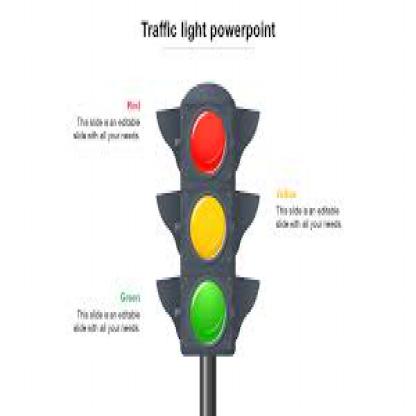 Traffic light powerpoint
Red
This slide is an editable
slide with all your needs.
Yellow
This slide is an editable
slide with all your needs.
Green
This slide is an editable
slide with all your needs.